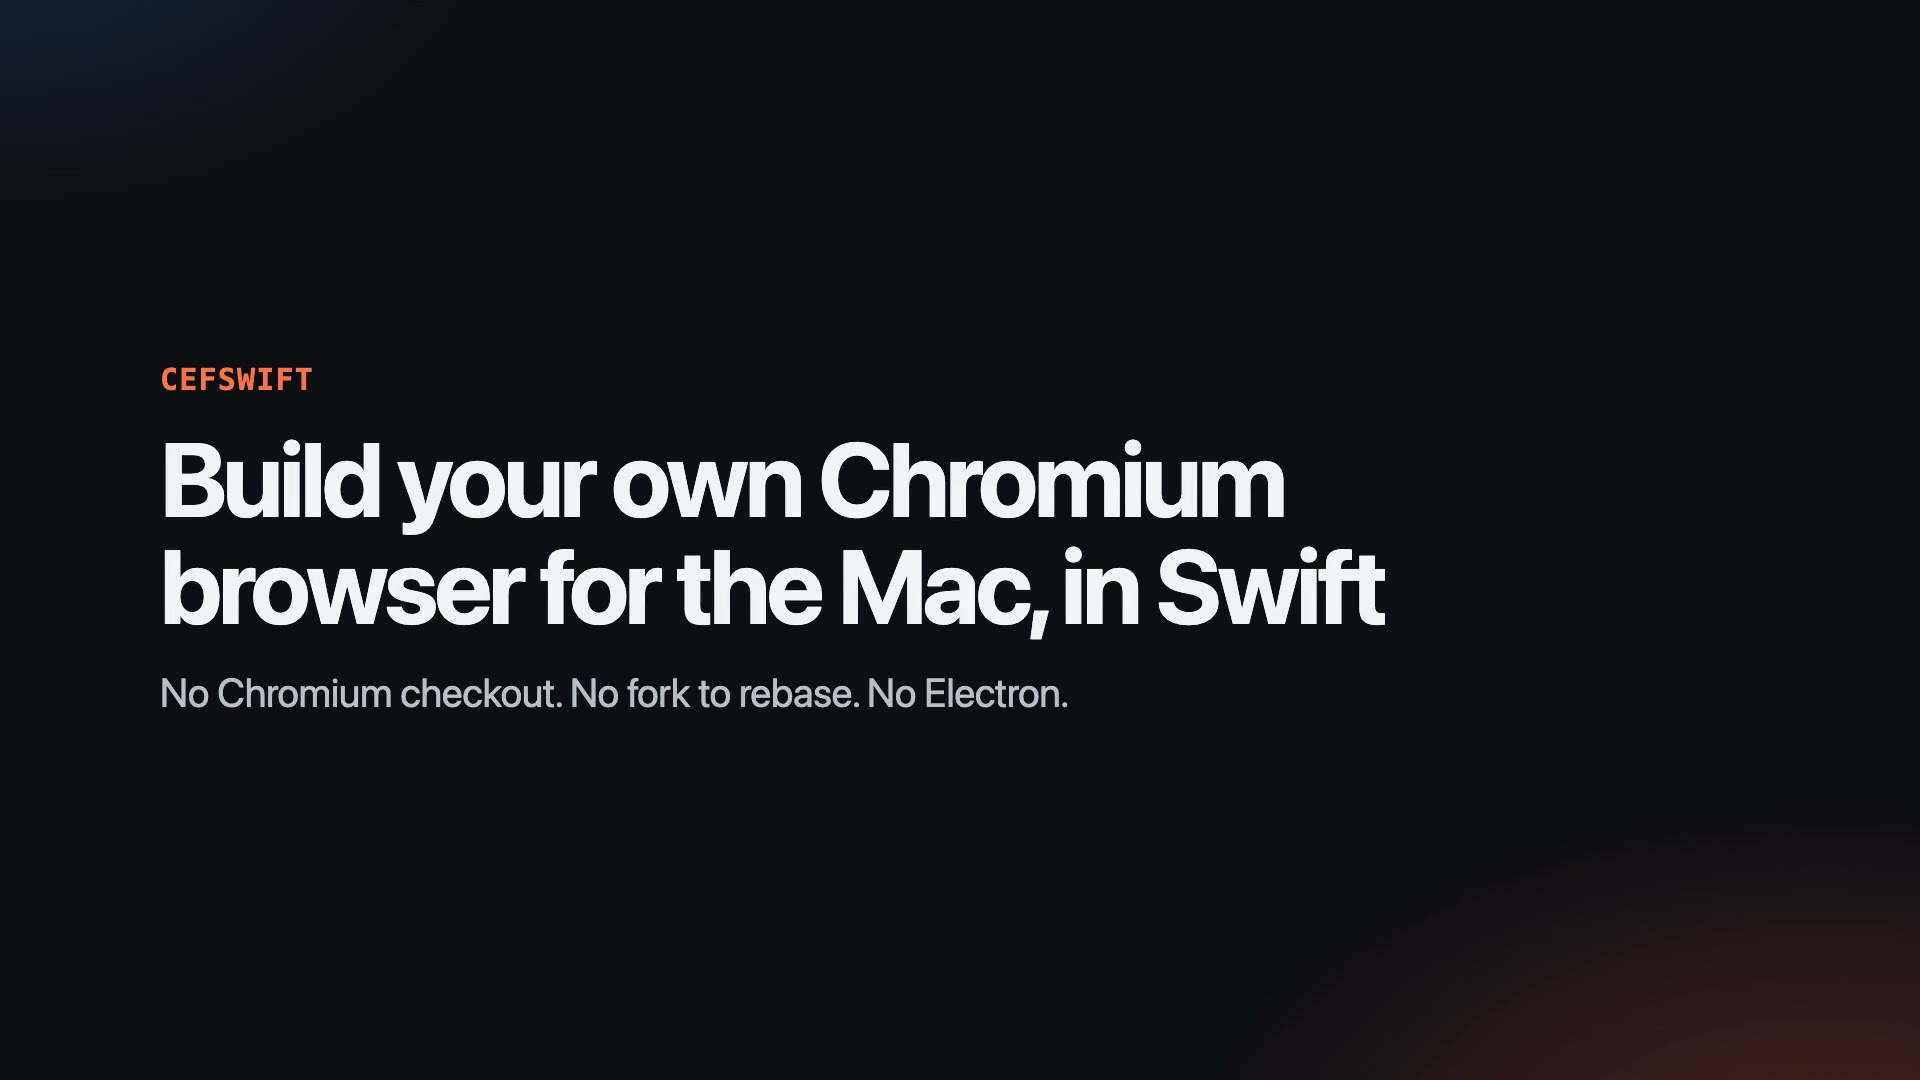 CEFSWIFT
Build your own Chromium
browser for the Mac, in Swift
No Chromium checkout. No fork to rebase. No Electron.